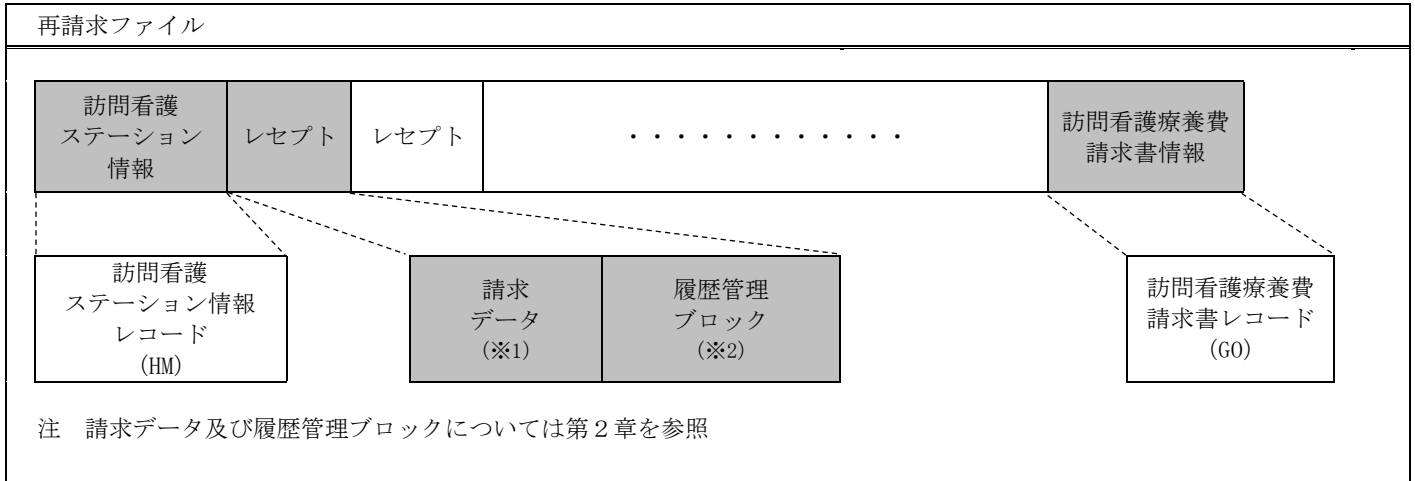 再請求ファイル
訪問看護
ステーション
情報
レセプト
レセプト
・・・・・・・・・・・・
訪問看護療養費
請求書情報
訪問看護
ステーション情報
レコード
(HM)
請求
データ
(※1)
履歴管理
ブロック
(※2)
訪問看護療養費
請求書レコード
(GO)
注　請求データ及び履歴管理ブロックについては第２章を参照